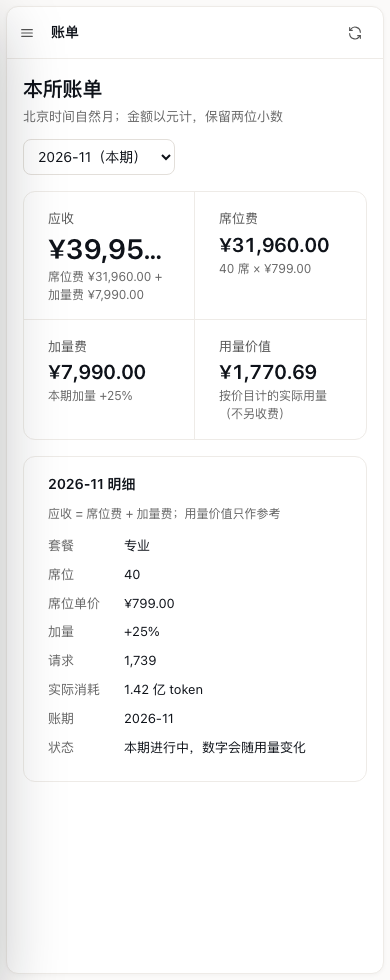 账单
本所账单
北京时间自然月；金额以元计，保留两位小数
2026-11（本期）
应收
¥39,95...
席位费 ¥31,960.00 +
加量费 ¥7,990.00
席位费
¥31,960.00
40 席 × ¥799.00
加量费
¥7,990.00
本期加量 +25%
用量价值
¥1,770.69
按价目计的实际用量
（不另收费）
2026-11 明细
应收 = 席位费 + 加量费；用量价值只作参考
套餐 专业
席位 40
席位单价 ¥799.00
加量 +25%
请求 1,739
实际消耗 1.42 亿 token
账期 2026-11
状态 本期进行中，数字会随用量变化